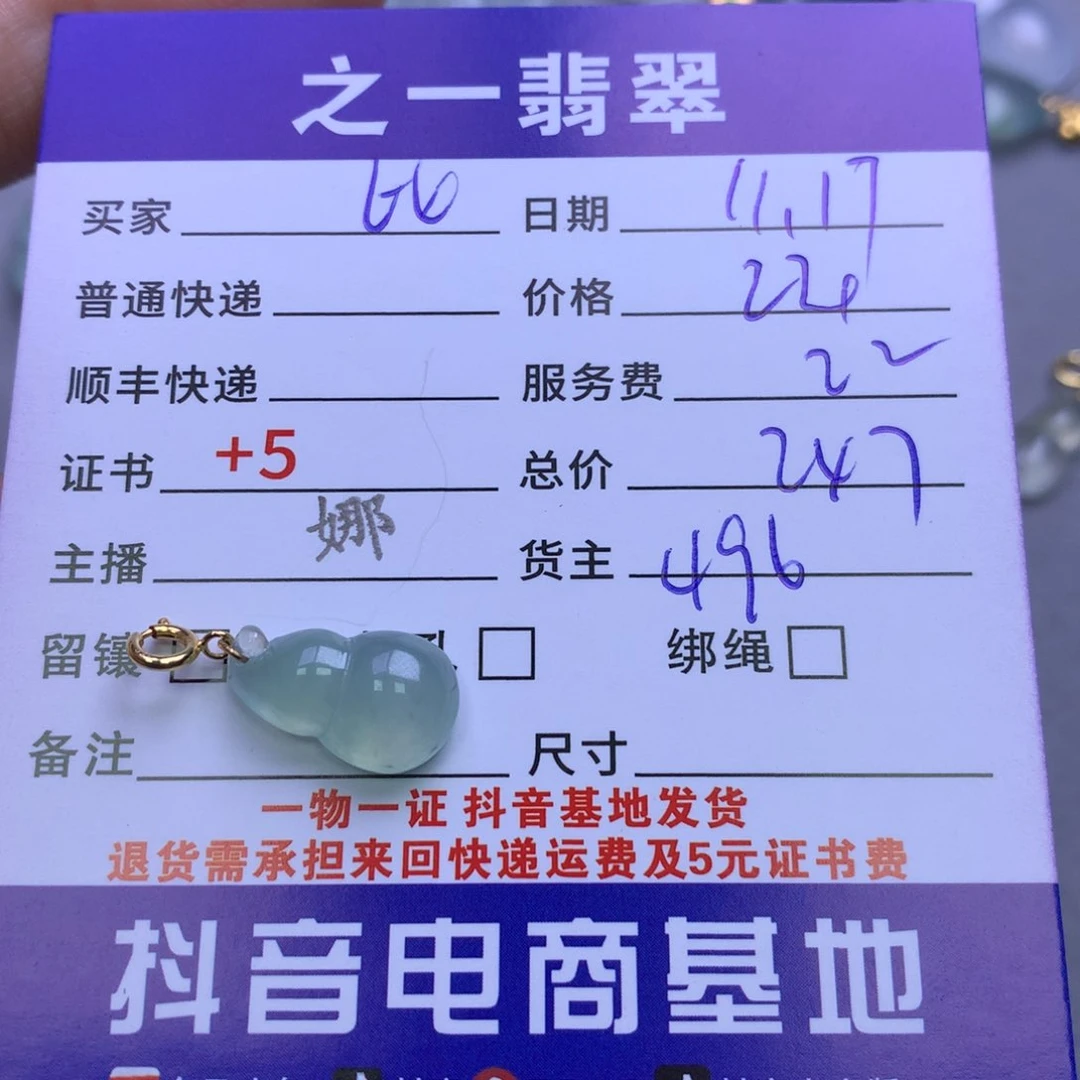 之一翡翠
买家 66 日期 11.17
普通快递 价格
顺丰快递 服务费 22
证书 +5 总价 247
主播 娜 货主 496
留镶 绑绳
备注 尺寸
一物一证 抖音基地发货
退货需承担来回快递运费及5元证书费
抖音电商基地